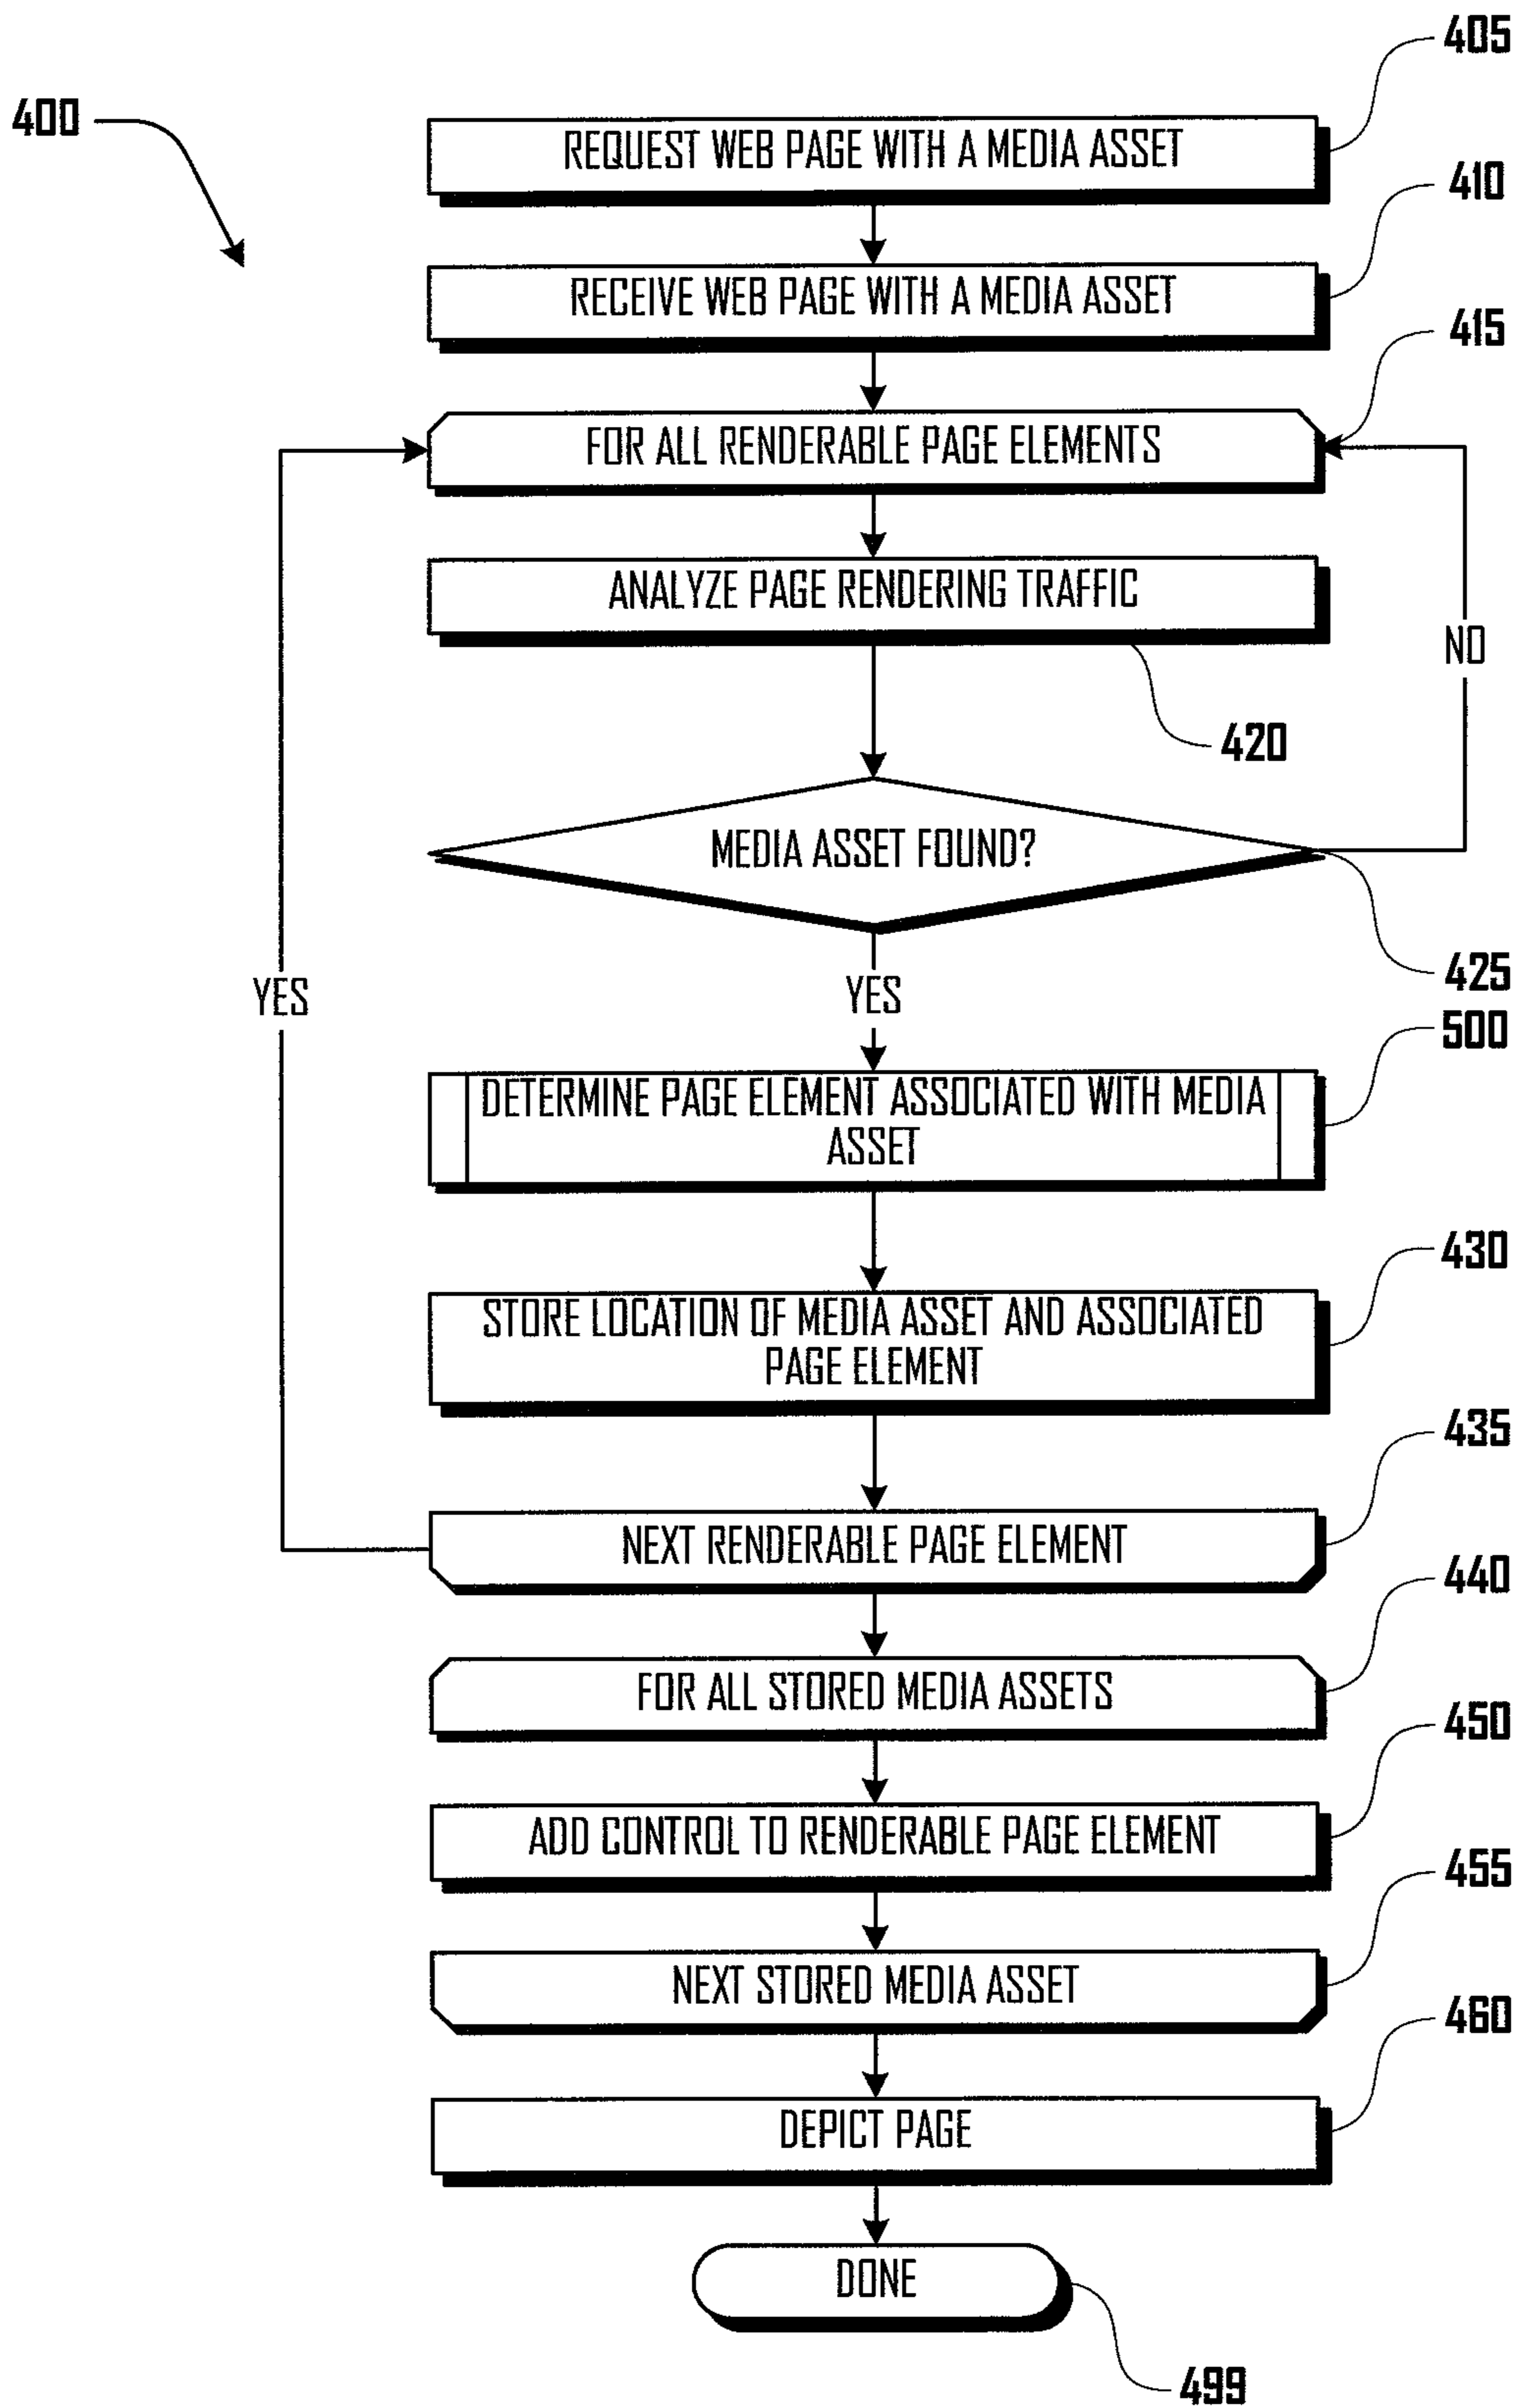 405
400
REQUEST WEB PAGE WITH A MEDIA ASSET
410
RECEIVE WEB PAGE WITH A MEDIA ASSET
415
FOR ALL RENDERABLE PAGE ELEMENTS
ANALYZE PAGE RENDERING TRAFFIC
NO
420
MEDIA ASSET FOUND?
425
YES
YES
500
DETERMINE PAGE ELEMENT ASSOCIATED WITH MEDIA
ASSET
430
STORE LOCATION OF MEDIA ASSET AND ASSOCIATED
PAGE ELEMENT
435
NEXT RENDERABLE PAGE ELEMENT
440
FOR ALL STORED MEDIA ASSETS
450
ADD CONTROL TO RENDERABLE PAGE ELEMENT
455
NEXT STORED MEDIA ASSET
460
DEPICT PAGE
DONE
499